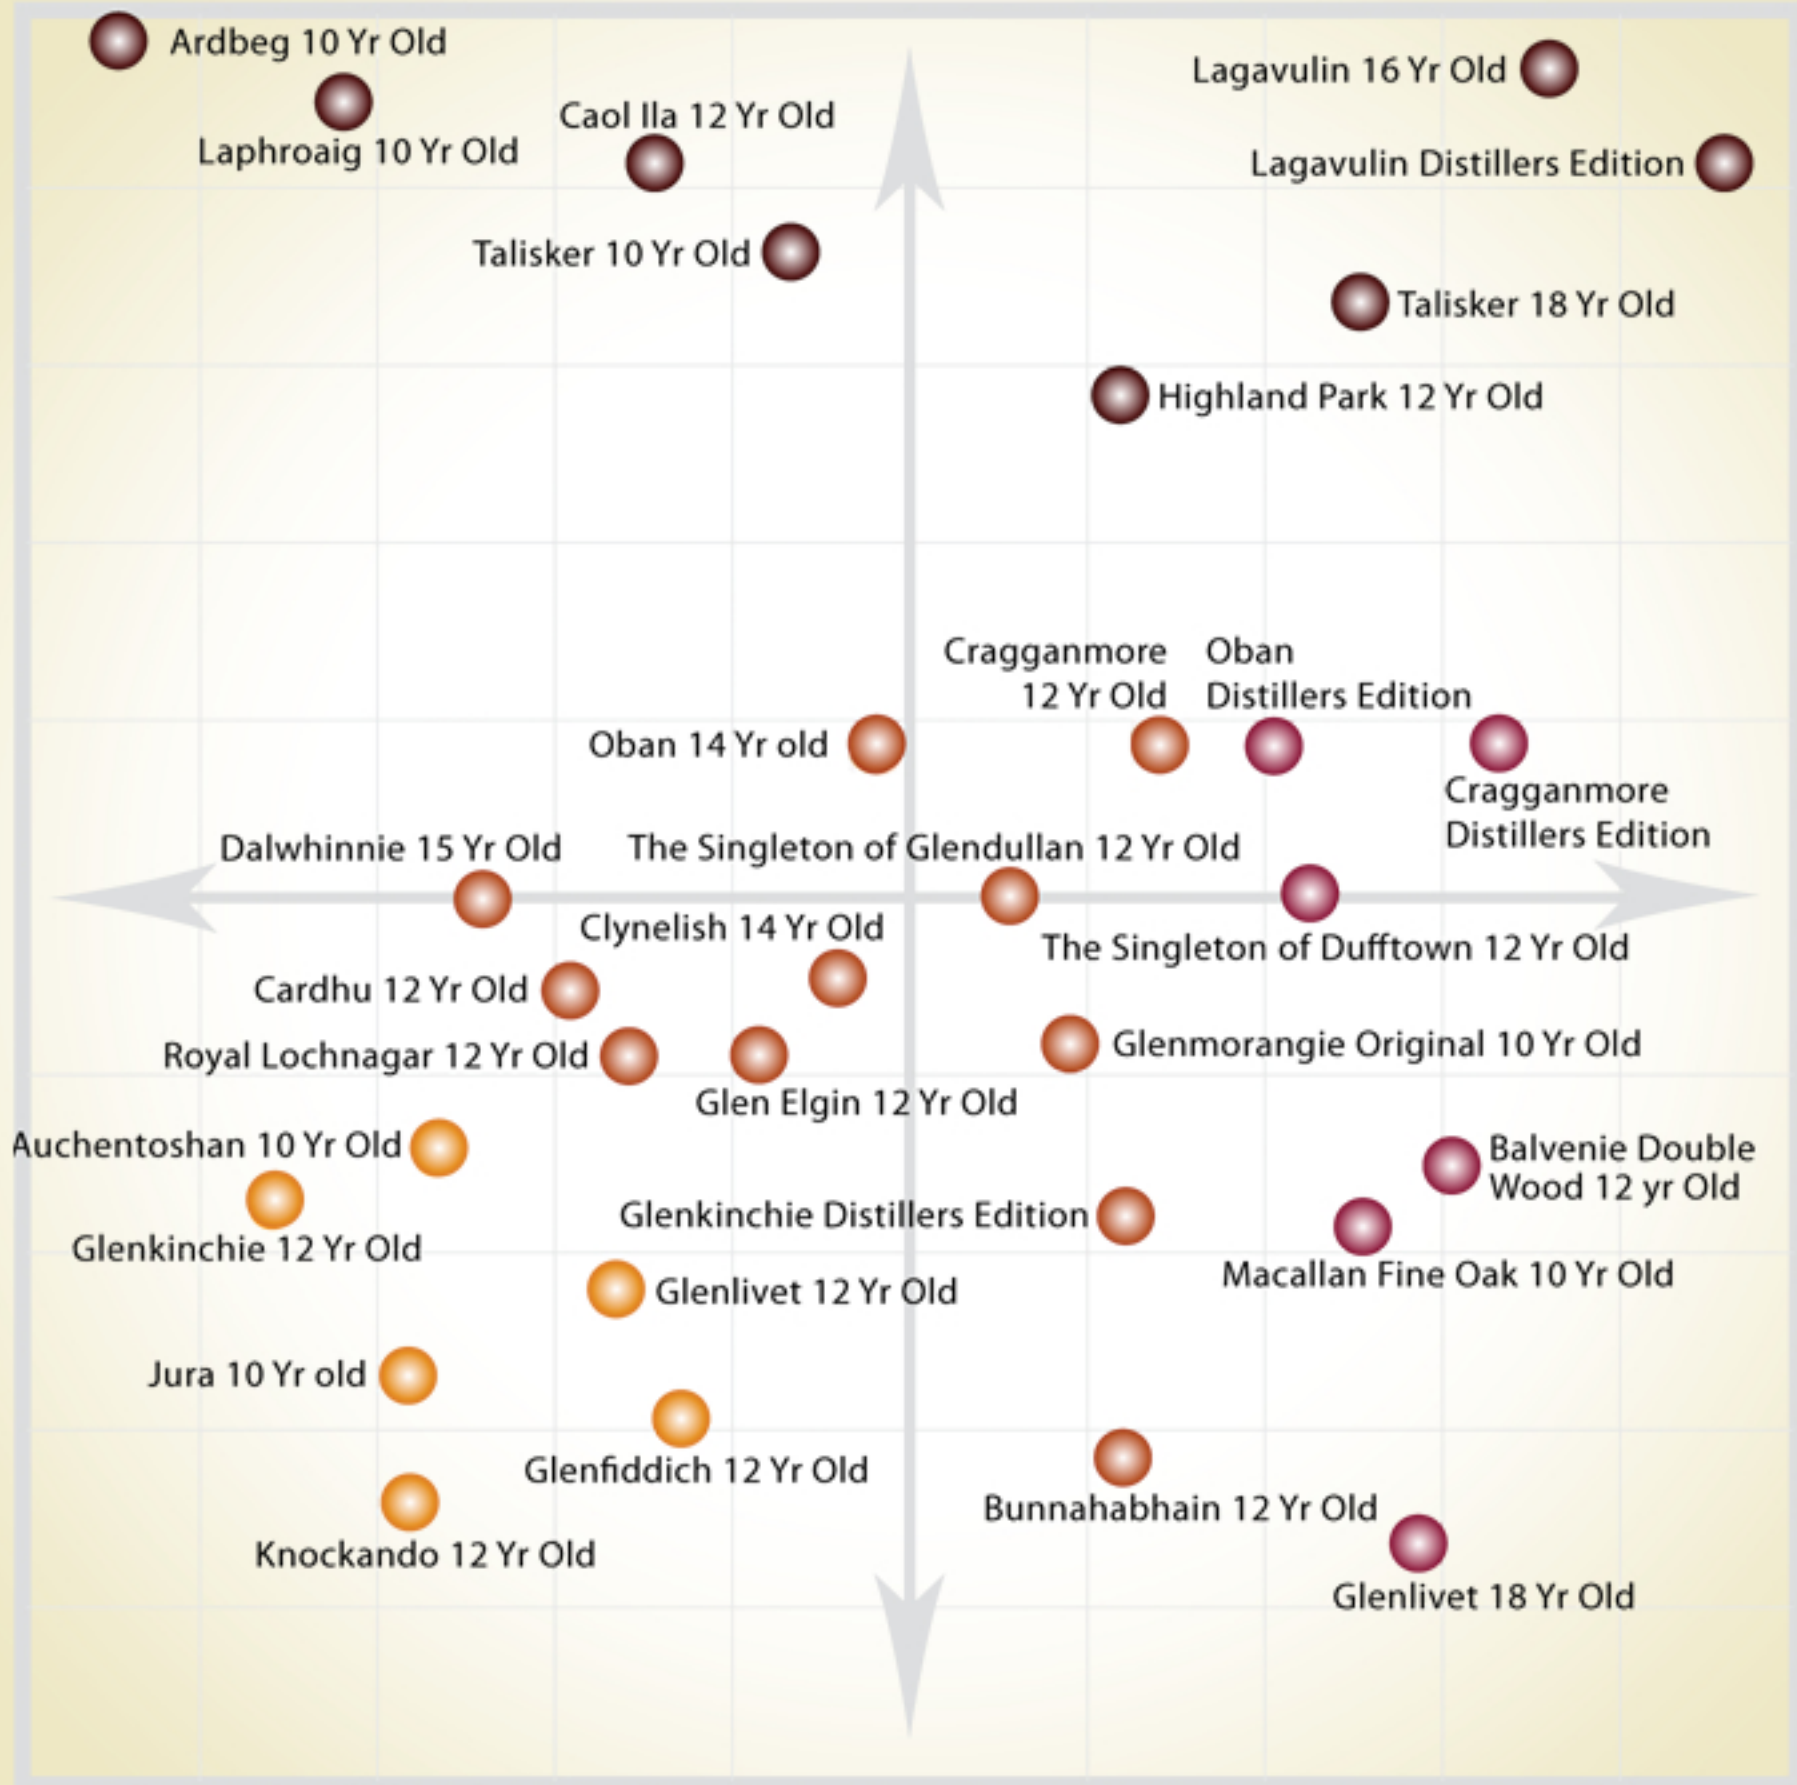 Ardbeg 10 Yr Old
Lagavulin 16 Yr Old
Caol Ila 12 Yr Old
Laphroaig 10 Yr Old
Lagavulin Distillers Edition
Talisker 10 Yr Old
Talisker 18 Yr Old
Highland Park 12 Yr Old
Cragganmore
12 Yr Old
Oban
Distillers Edition
Oban 14 Yr old
Cragganmore
Distillers Edition
Dalwhinnie 15 Yr Old
The Singleton of Glendullan 12 Yr Old
Clynelish 14 Yr Old
The Singleton of Dufftown 12 Yr Old
Cardhu 12 Yr Old
Glenmorangie Original 10 Yr Old
Royal Lochnagar 12 Yr Old
Glen Elgin 12 Yr Old
Auchentoshan 10 Yr Old
Balvenie Double
Wood 12 yr Old
Glenkinchie Distillers Edition
Glenkinchie 12 Yr Old
Macallan Fine Oak 10 Yr Old
Glenlivet 12 Yr Old
Jura 10 Yr old
Glenfiddich 12 Yr Old
Bunnahabhain 12 Yr Old
Knockando 12 Yr Old
Glenlivet 18 Yr Old